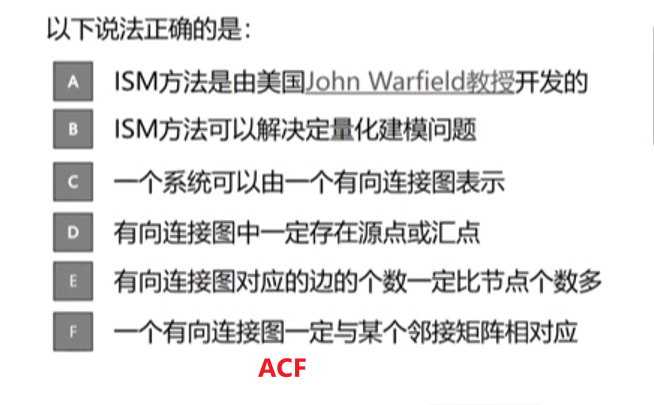 以下说法正确的是：
A ISM方法是由美国John Warfield教授开发的
B ISM方法可以解决定量化建模问题
C 一个系统可以由一个有向连接图表示
D 有向连接图中一定存在源点或汇点
E 有向连接图对应的边的个数一定比节点个数多
F 一个有向连接图一定与某个邻接矩阵相对应
ACF